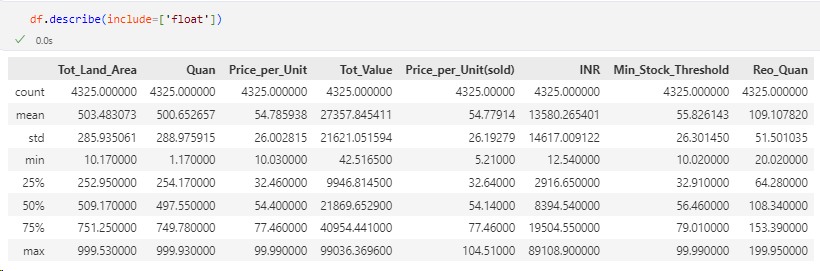 df.describe(include=['float'])
0.0s
Tot_Land_Area Quan Price_per_Unit Tot_Value Price_per_Unit(sold) INR Min_Stock_Threshold Reo_Quan
count 4325.000000 4325.000000 4325.000000 4325.000000 4325.00000 4325.000000 4325.000000 4325.000000
mean 503.483073 500.652657 54.785938 27357.845411 54.77914 13580.265401 55.826143 109.107820
std 285.935061 288.975915 26.002815 21621.051594 26.19279 14617.009122 26.301450 51.501035
min 10.170000 1.170000 10.030000 42.516500 5.21000 12.540000 10.020000 20.020000
25% 252.950000 254.170000 32.460000 9946.814500 32.64000 2916.650000 32.910000 64.280000
50% 509.170000 497.550000 54.400000 21869.652900 54.14000 8394.540000 56.460000 108.340000
75% 751.250000 749.780000 77.460000 40954.441000 77.46000 19504.550000 79.010000 153.390000
max 999.530000 999.930000 99.990000 99036.369600 104.51000 89108.900000 99.990000 199.950000